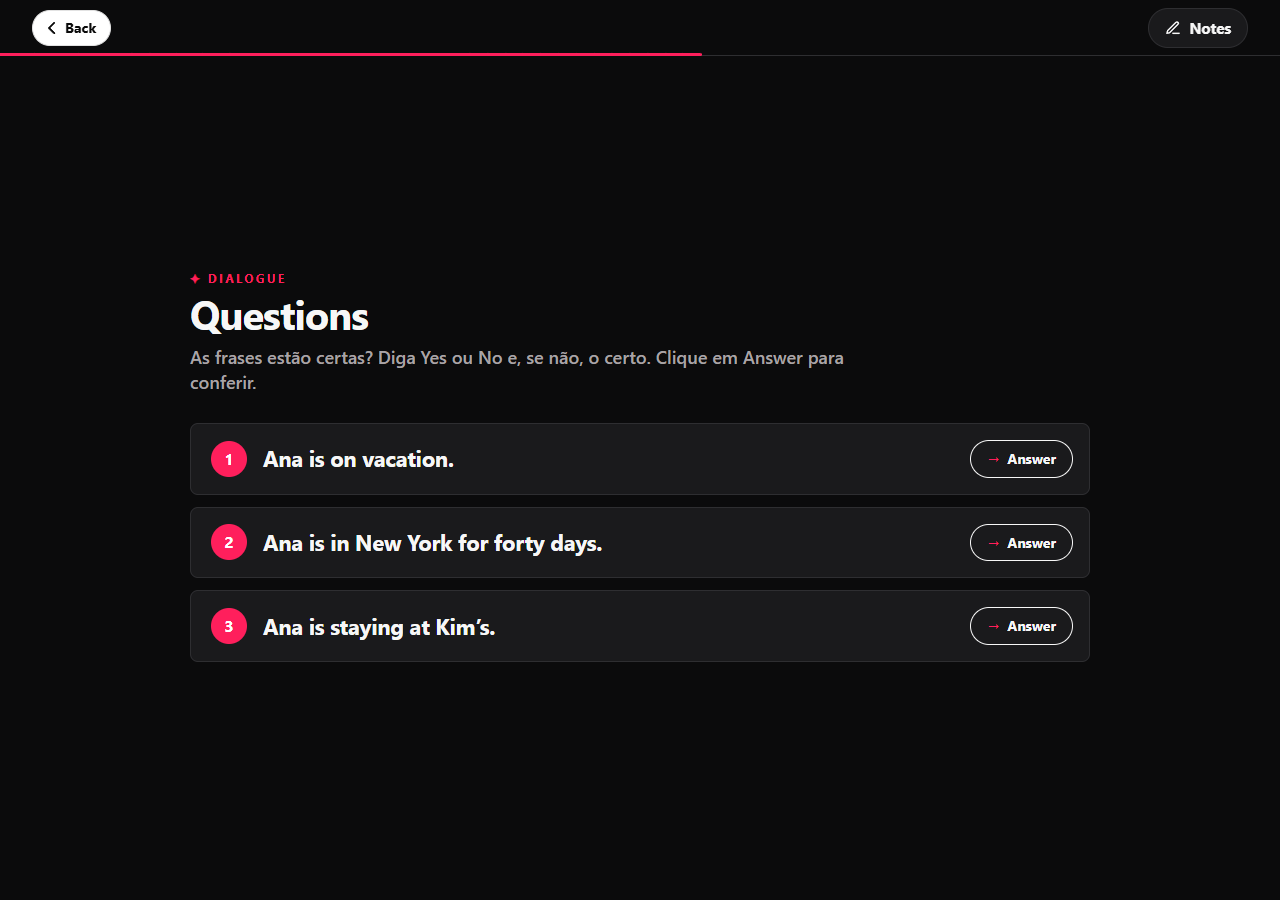 Back
Notes
✦ DIALOGUE
Questions
As frases estão certas? Diga Yes ou No e, se não, o certo. Clique em Answer para
conferir.
1 Ana is on vacation. → Answer
2 Ana is in New York for forty days. → Answer
3 Ana is staying at Kim’s. → Answer